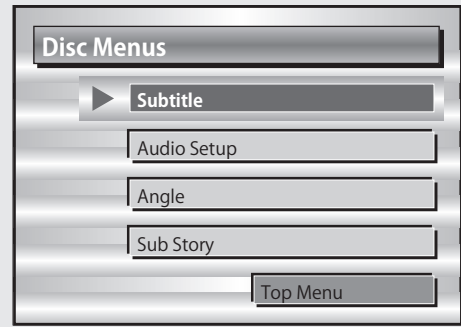 Disc Menus
Subtitle
Audio Setup
Angle
Sub Story
Top Menu